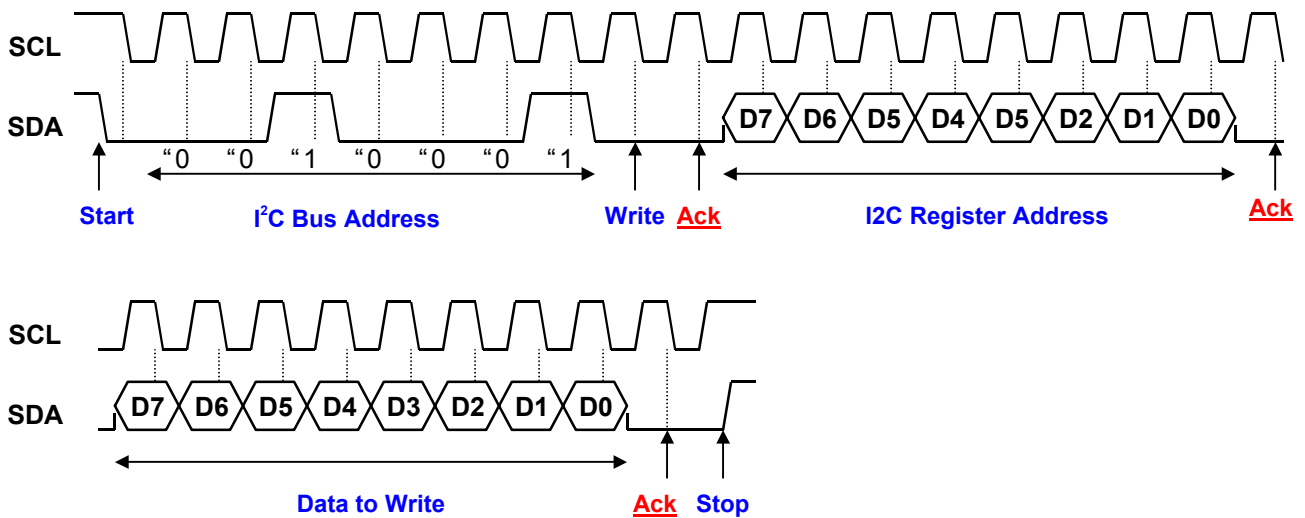 SCL
SDA
D7 D6 D5 D4 D5 D2 D1 D0
“0 “0 “1 “0 “0 “0 “1
Start I²C Bus Address Write Ack I2C Register Address Ack
SCL
SDA
D7 D6 D5 D4 D3 D2 D1 D0
Data to Write Ack Stop